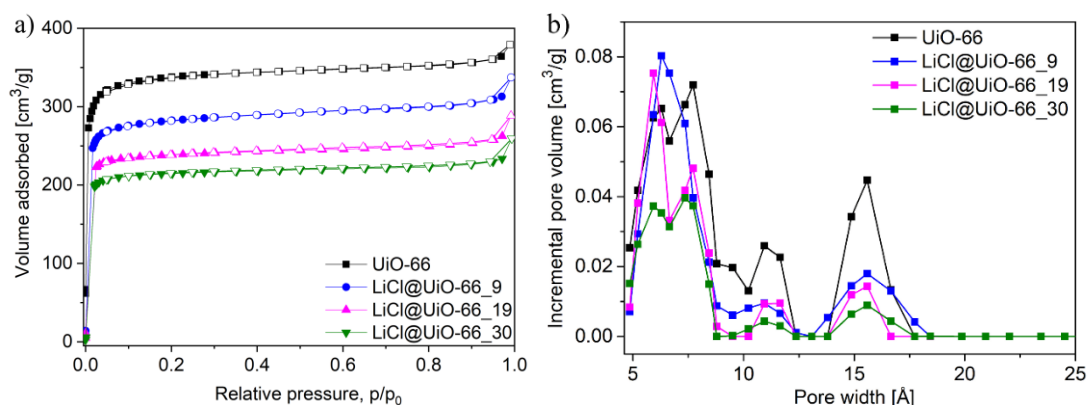 a)
Volume adsorbed [cm³/g]
400
300
200
100
0
0.0 0.2 0.4 0.6 0.8 1.0
Relative pressure, p/p₀
UiO-66
LiCl@UiO-66_9
LiCl@UiO-66_19
LiCl@UiO-66_30
b)
Incremental pore volume [cm³/g]
0.08
0.06
0.04
0.02
0.00
5 10 15 20 25
Pore width [Å]
UiO-66
LiCl@UiO-66_9
LiCl@UiO-66_19
LiCl@UiO-66_30